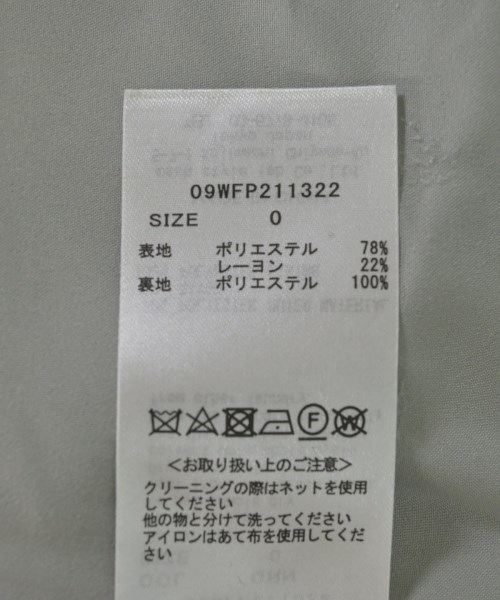 09WFP211322
SIZE 0
表地 ポリエステル 78%
レーヨン 22%
裏地 ポリエステル 100%
F W
<お取り扱い上のご注意>
クリーニングの際はネットを使用
してください
他の物と分けて洗ってください
アイロンはあて布を使用してくだ
さい